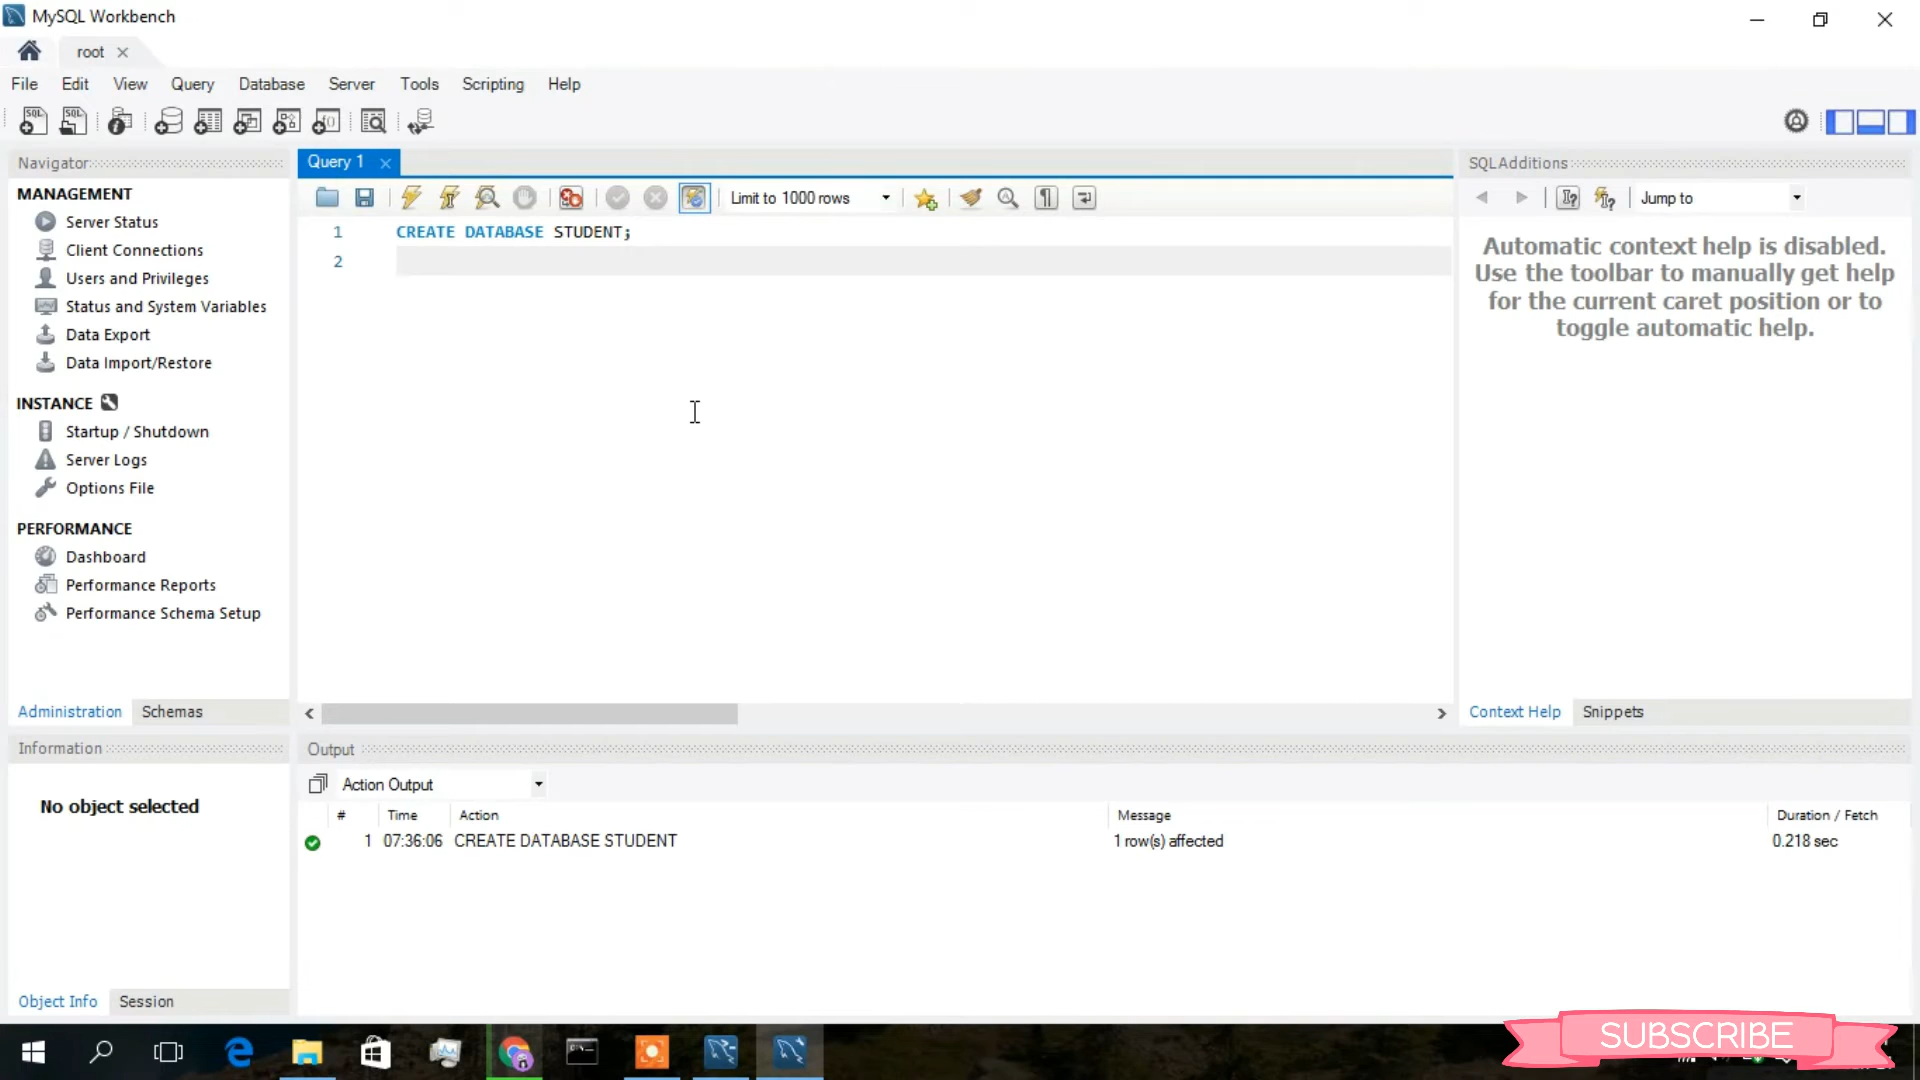 MySQL Workbench
root
File Edit View Query Database Server Tools Scripting Help
Navigator
MANAGEMENT
Server Status
Client Connections
Users and Privileges
Status and System Variables
Data Export
Data Import/Restore
INSTANCE
Startup / Shutdown
Server Logs
Options File
PERFORMANCE
Dashboard
Performance Reports
Performance Schema Setup
Administration Schemas
Information
No object selected
Object Info Session
Query 1
Limit to 1000 rows
1 CREATE DATABASE STUDENT;
2
SQLAdditions
Jump to
Automatic context help is disabled.
Use the toolbar to manually get help
for the current caret position or to
toggle automatic help.
Context Help Snippets
Output
Action Output
# Time Action Message Duration / Fetch
1 07:36:06 CREATE DATABASE STUDENT 1 row(s) affected 0.218 sec
SUBSCRIBE